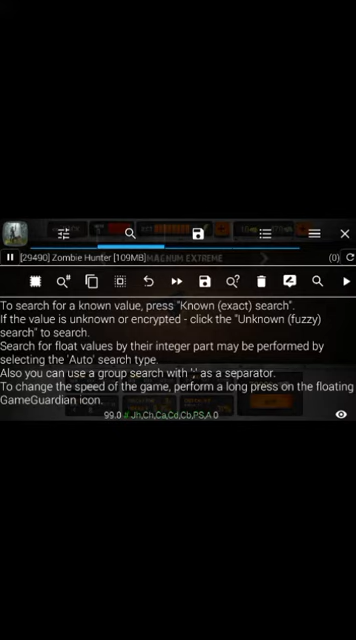 [29490] Zombie Hunter [109MB] MAGNUM EXTREME (0)
To search for a known value, press "Known (exact) search".
If the value is unknown or encrypted - click the "Unknown (fuzzy)
search" to search.
Search for float values by their integer part may be performed by
selecting the 'Auto' search type.
Also you can use a group search with ';' as a separator.
To change the speed of the game, perform a long press on the floating
GameGuardian icon.
99.0 # Jh,Ch,Ca,Cd,Cb,PS,A 0